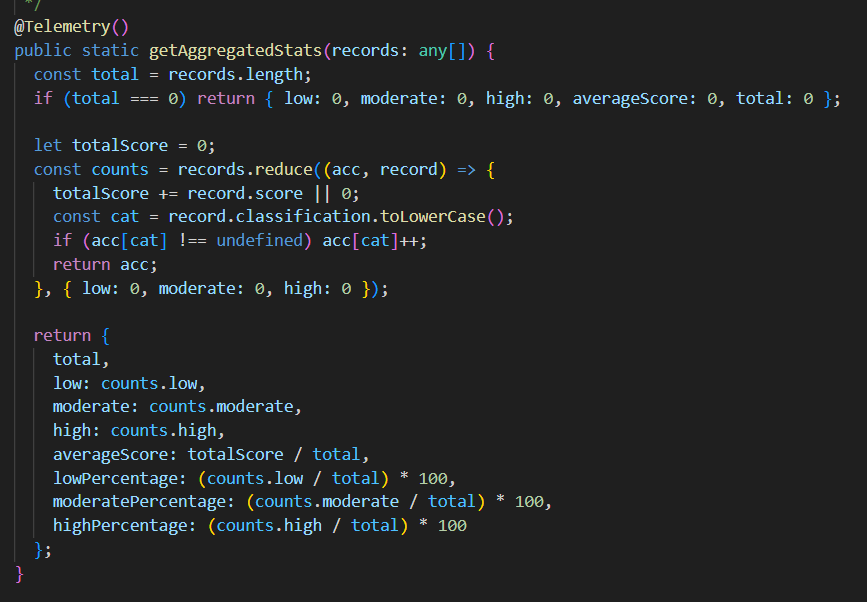 */
@Telemetry()
public static getAggregatedStats(records: any[]) {
  const total = records.length;
  if (total === 0) return { low: 0, moderate: 0, high: 0, averageScore: 0, total: 0 };

  let totalScore = 0;
  const counts = records.reduce((acc, record) => {
    totalScore += record.score || 0;
    const cat = record.classification.toLowerCase();
    if (acc[cat] !== undefined) acc[cat]++;
    return acc;
  }, { low: 0, moderate: 0, high: 0 });

  return {
    total,
    low: counts.low,
    moderate: counts.moderate,
    high: counts.high,
    averageScore: totalScore / total,
    lowPercentage: (counts.low / total) * 100,
    moderatePercentage: (counts.moderate / total) * 100,
    highPercentage: (counts.high / total) * 100
  };
}